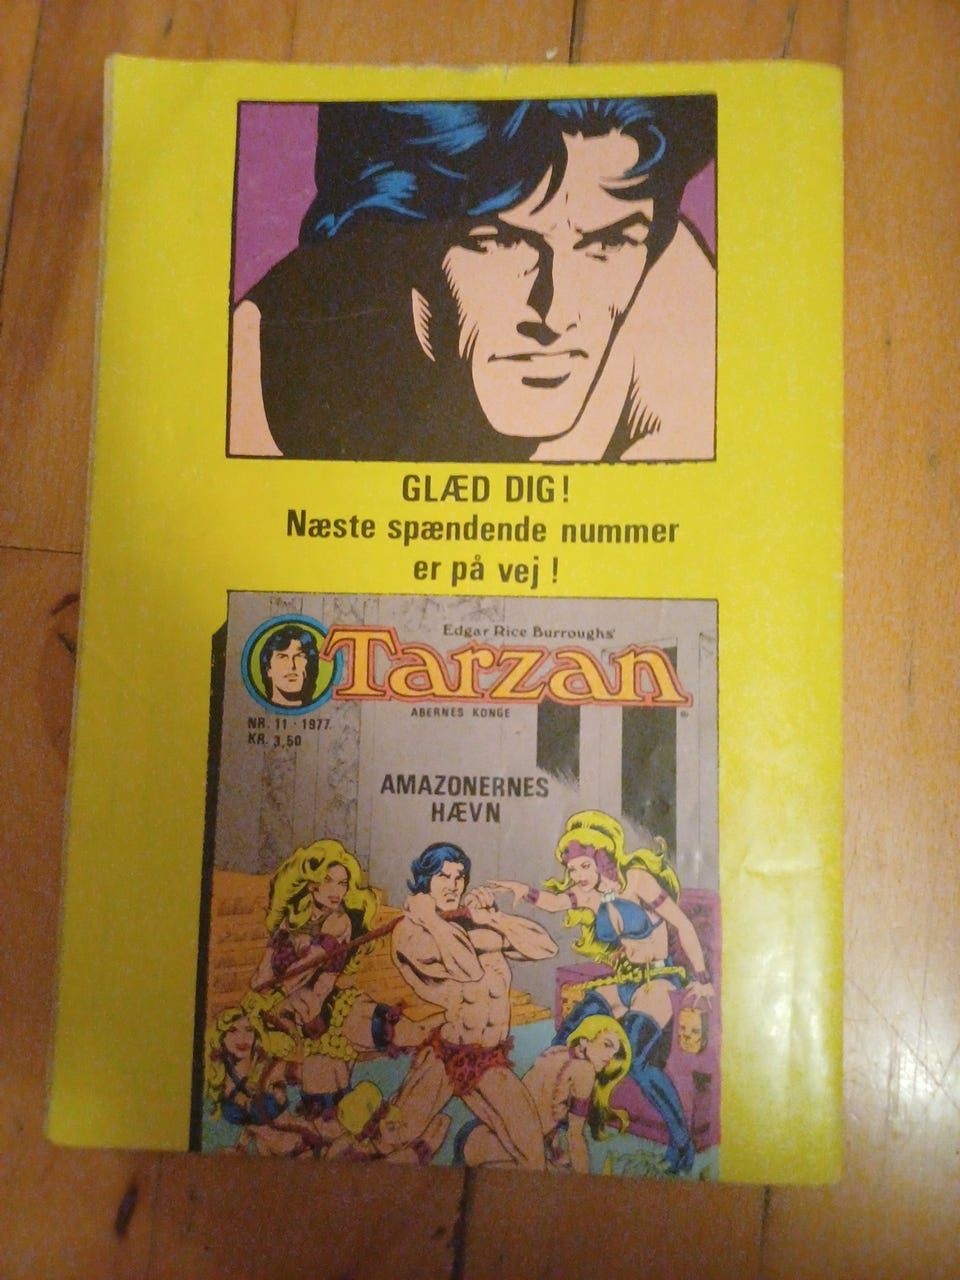 GLÆD DIG!
Næste spændende nummer
er på vej!
Edgar Rice Burroughs'
Tarzan
ABERNES KONGE
NR. 11 · 1977
KR. 3,50
AMAZONERNES
HÆVN